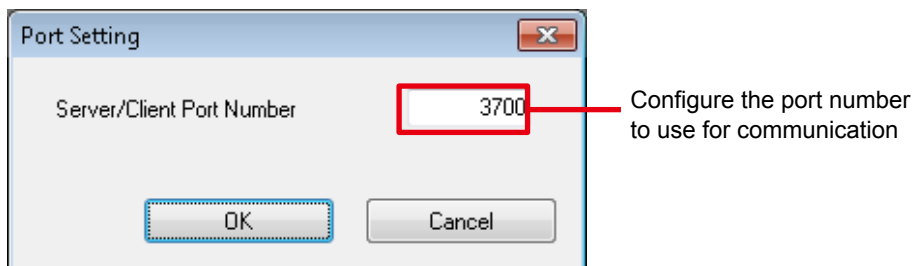 Port Setting
Server/Client Port Number
3700
Configure the port number
to use for communication
OK
Cancel